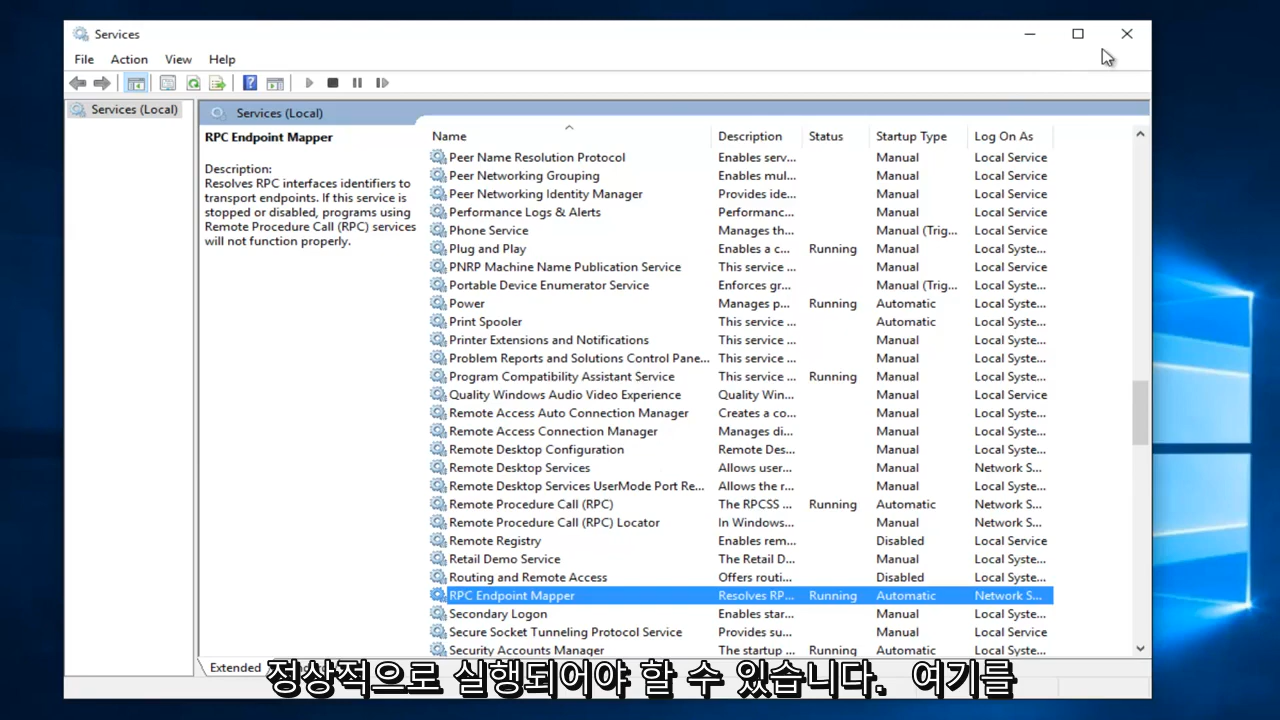 Services
File Action View Help
Services (Local)
Services (Local)
RPC Endpoint Mapper
Description:
Resolves RPC interfaces identifiers to
transport endpoints. If this service is
stopped or disabled, programs using
Remote Procedure Call (RPC) services
will not function properly.
Name Description Status Startup Type Log On As
Peer Name Resolution Protocol Enables serv... Manual Local Service
Peer Networking Grouping Enables mul... Manual Local Service
Peer Networking Identity Manager Provides ide... Manual Local Service
Performance Logs & Alerts Performanc... Manual Local Service
Phone Service Manages th... Manual (Trig... Local Service
Plug and Play Enables a c... Running Manual Local Syste...
PNRP Machine Name Publication Service This service ... Manual Local Service
Portable Device Enumerator Service Enforces gr... Manual (Trig... Local Syste...
Power Manages p... Running Automatic Local Syste...
Print Spooler This service ... Automatic Local Syste...
Printer Extensions and Notifications This service ... Manual Local Syste...
Problem Reports and Solutions Control Pane... This service ... Manual Local Syste...
Program Compatibility Assistant Service This service ... Running Manual Local Syste...
Quality Windows Audio Video Experience Quality Win... Manual Local Service
Remote Access Auto Connection Manager Creates a co... Manual Local Syste...
Remote Access Connection Manager Manages di... Manual Local Syste...
Remote Desktop Configuration Remote Des... Manual Local Syste...
Remote Desktop Services Allows user... Manual Network S...
Remote Desktop Services UserMode Port Re... Allows the r... Manual Local Syste...
Remote Procedure Call (RPC) The RPCSS ... Running Automatic Network S...
Remote Procedure Call (RPC) Locator In Windows... Manual Network S...
Remote Registry Enables rem... Disabled Local Service
Retail Demo Service The Retail D... Manual Local Syste...
Routing and Remote Access Offers routi... Disabled Local Syste...
RPC Endpoint Mapper Resolves RP... Running Automatic Network S...
Secondary Logon Enables star... Manual Local Syste...
Secure Socket Tunneling Protocol Service Provides su... Manual Local Service
Security Accounts Manager The startup ... Running Automatic Local Syste...
Extended
정상적으로 실행되어야 할 수 있습니다. 여기를